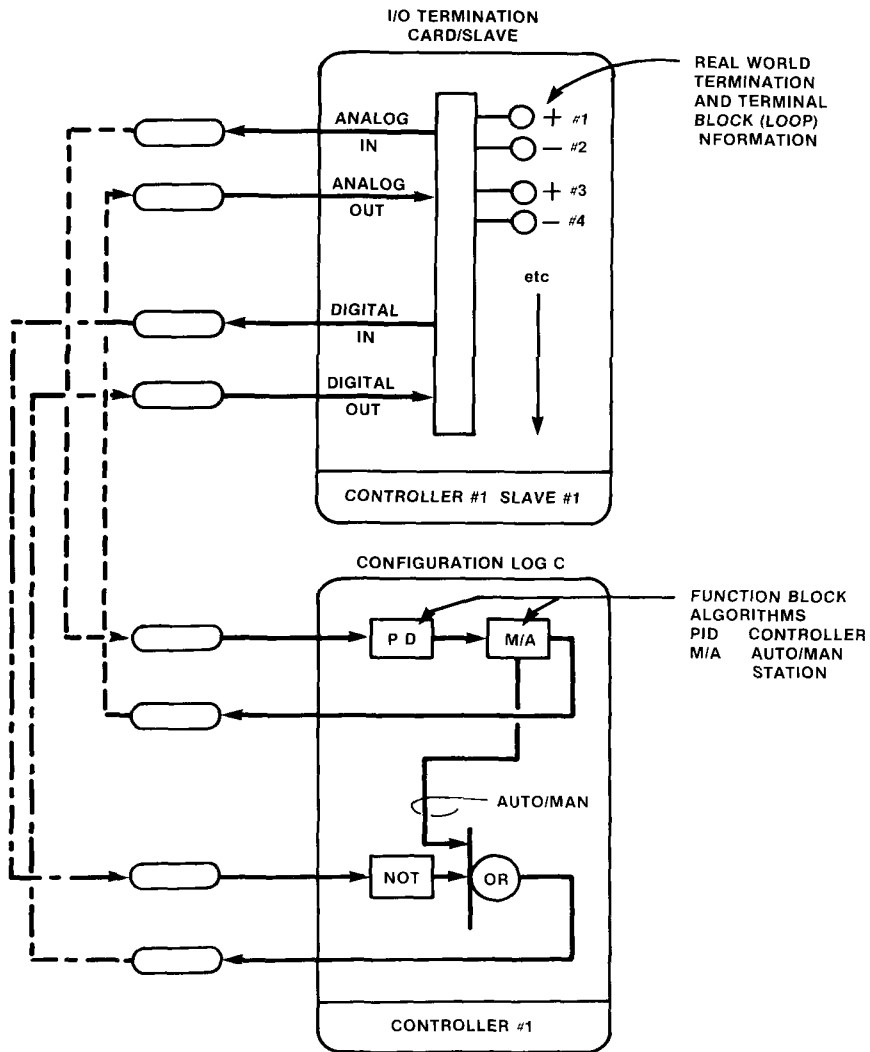 I/O TERMINATION
CARD/SLAVE
REAL WORLD
TERMINATION
AND TERMINAL
BLOCK (LOOP)
NFORMATION
ANALOG
IN
+ #1
− #2
ANALOG
OUT
+ #3
− #4
etc
DIGITAL
IN
DIGITAL
OUT
CONTROLLER #1 SLAVE #1
CONFIGURATION LOG C
FUNCTION BLOCK
ALGORITHMS
PID CONTROLLER
M/A AUTO/MAN
STATION
P D
M/A
AUTO/MAN
NOT
OR
CONTROLLER #1